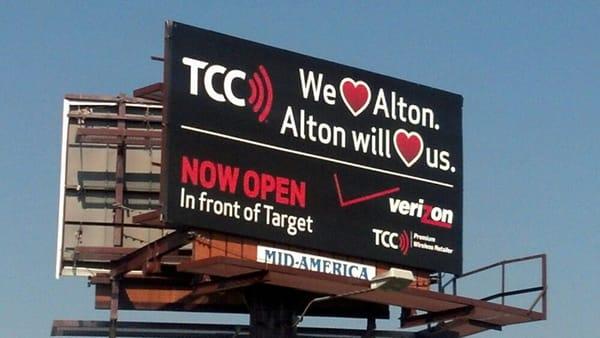 TCC
We Alton.
Alton will us.
NOW OPEN
In front of Target
verizon
TCC Premium
Wireless Retailer
MID-AMERICA